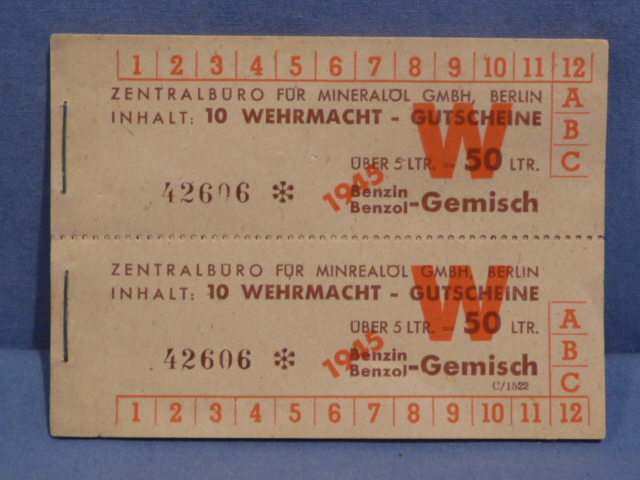 1 2 3 4 5 6 7 8 9 10 11 12
ZENTRALBÜRO FÜR MINERALÖL GMBH, BERLIN
INHALT: 10 WEHRMACHT - GUTSCHEINE
A
B
C
W
ÜBER 5 LTR. = 50 LTR.
1945
42606 *
Benzin
Benzol-Gemisch
ZENTRALBÜRO FÜR MINREALÖL GMBH, BERLIN
INHALT: 10 WEHRMACHT - GUTSCHEINE
W
ÜBER 5 LTR. = 50 LTR.
A
B
C
1945
42606 *
Benzin
Benzol-Gemisch
C/1522
1 2 3 4 5 6 7 8 9 10 11 12